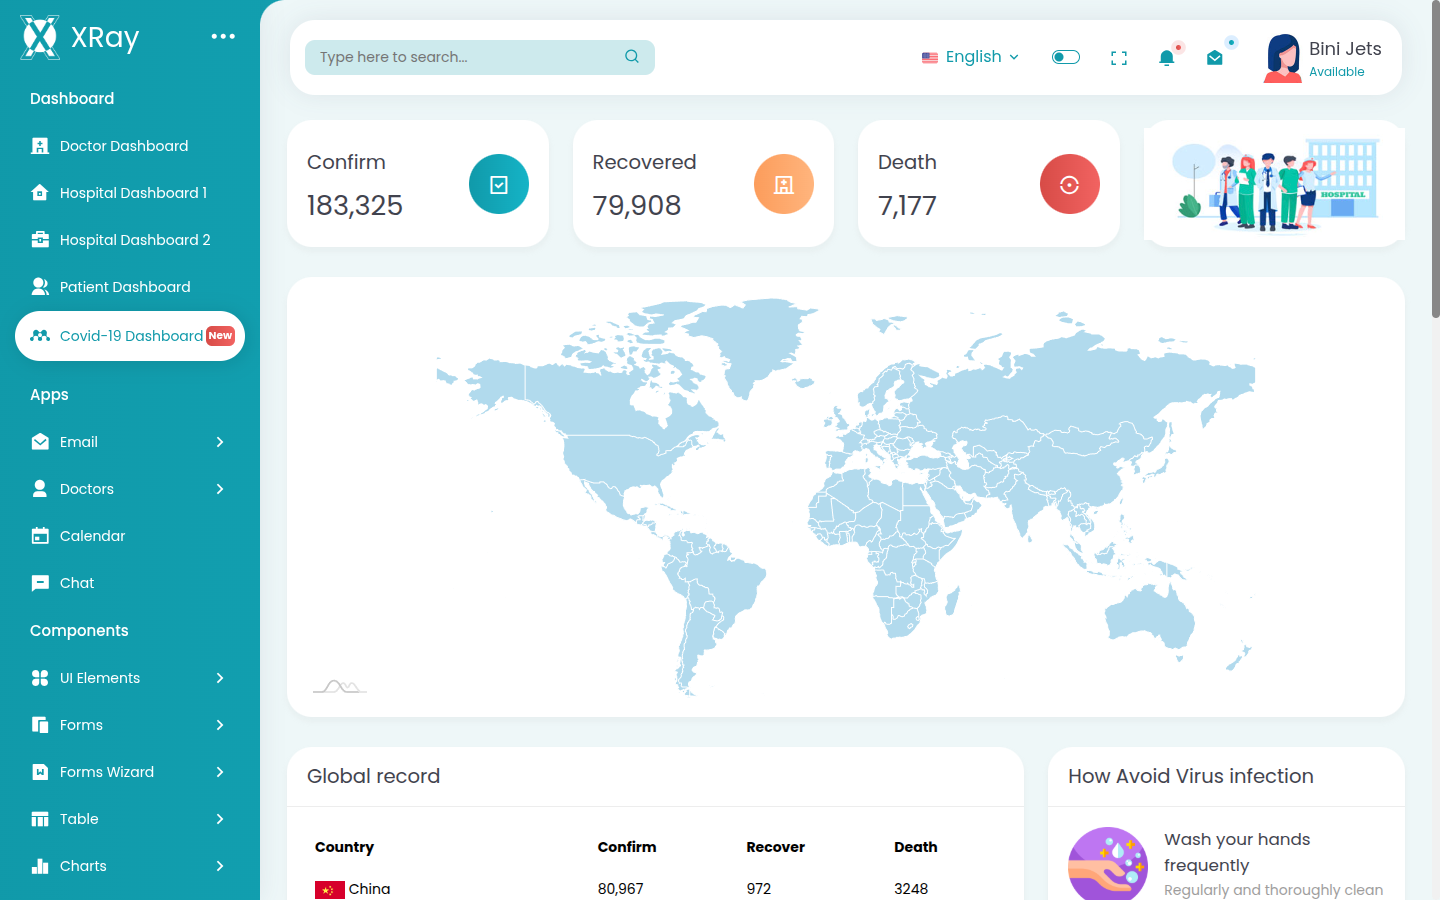 XRay
Dashboard
Doctor Dashboard
Hospital Dashboard 1
Hospital Dashboard 2
Patient Dashboard
Covid-19 Dashboard New
Apps
Email
Doctors
Calendar
Chat
Components
UI Elements
Forms
Forms Wizard
Table
Charts
Type here to search...
English
Bini Jets
Available
Confirm
183,325
Recovered
79,908
Death
7,177
HOSPITAL
Global record
Country Confirm Recover Death
China 80,967 972 3248
How Avoid Virus infection
Wash your hands
frequently
Regularly and thoroughly clean